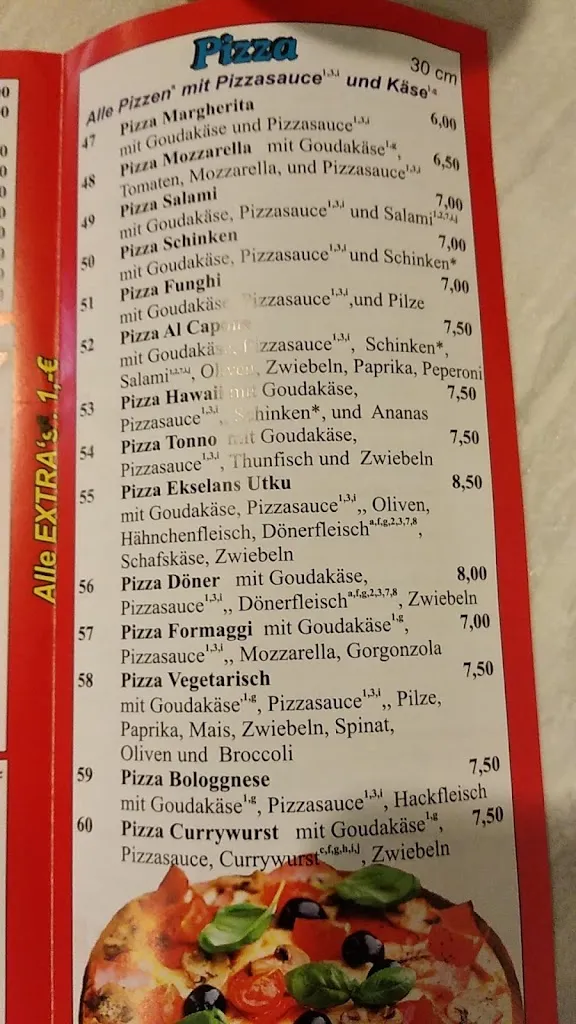 Pizza
30 cm
Alle Pizzen* mit Pizzasauce1,3,i und Käse1,g
47 Pizza Margherita 6,00
mit Goudakäse und Pizzasauce1,3,i
48 Pizza Mozzarella mit Goudakäse1,g, 6,50
Tomaten, Mozzarella, und Pizzasauce1,3,i
49 Pizza Salami 7,00
mit Goudakäse, Pizzasauce1,3,i und Salami1,2,7,i,j
50 Pizza Schinken 7,00
mit Goudakäse, Pizzasauce1,3,i und Schinken*
51 Pizza Funghi 7,00
mit Goudakäse Pizzasauce1,3,i,und Pilze
52 Pizza Al Capone 7,50
mit Goudakäse, Pizzasauce1,3,i, Schinken*,
Salami1,2,7,i,j, Oliven, Zwiebeln, Paprika, Peperoni
53 Pizza Hawaii mit Goudakäse, 7,50
Pizzasauce1,3,i,, Schinken*, und Ananas
54 Pizza Tonno mit Goudakäse, 7,50
Pizzasauce1,3,i, Thunfisch und Zwiebeln
55 Pizza Ekselans Utku 8,50
mit Goudakäse, Pizzasauce1,3,i,, Oliven,
Hähnchenfleisch, Dönerfleischa,f,g,2,3,7,8,
Schafskäse, Zwiebeln
56 Pizza Döner mit Goudakäse, 8,00
Pizzasauce1,3,i,, Dönerfleischa,f,g,2,3,7,8, Zwiebeln
57 Pizza Formaggi mit Goudakäse1,g, 7,00
Pizzasauce1,3,i,, Mozzarella, Gorgonzola
58 Pizza Vegetarisch 7,50
mit Goudakäse1,g, Pizzasauce1,3,i,, Pilze,
Paprika, Mais, Zwiebeln, Spinat,
Oliven und Broccoli
59 Pizza Bologgnese 7,50
mit Goudakäse1,g, Pizzasauce1,3,i, Hackfleisch
60 Pizza Currywurst mit Goudakäse1,g, 7,50
Pizzasauce, Currywurstc,f,g,h,i,j, Zwiebeln
Alle EXTRA's. 1,-€